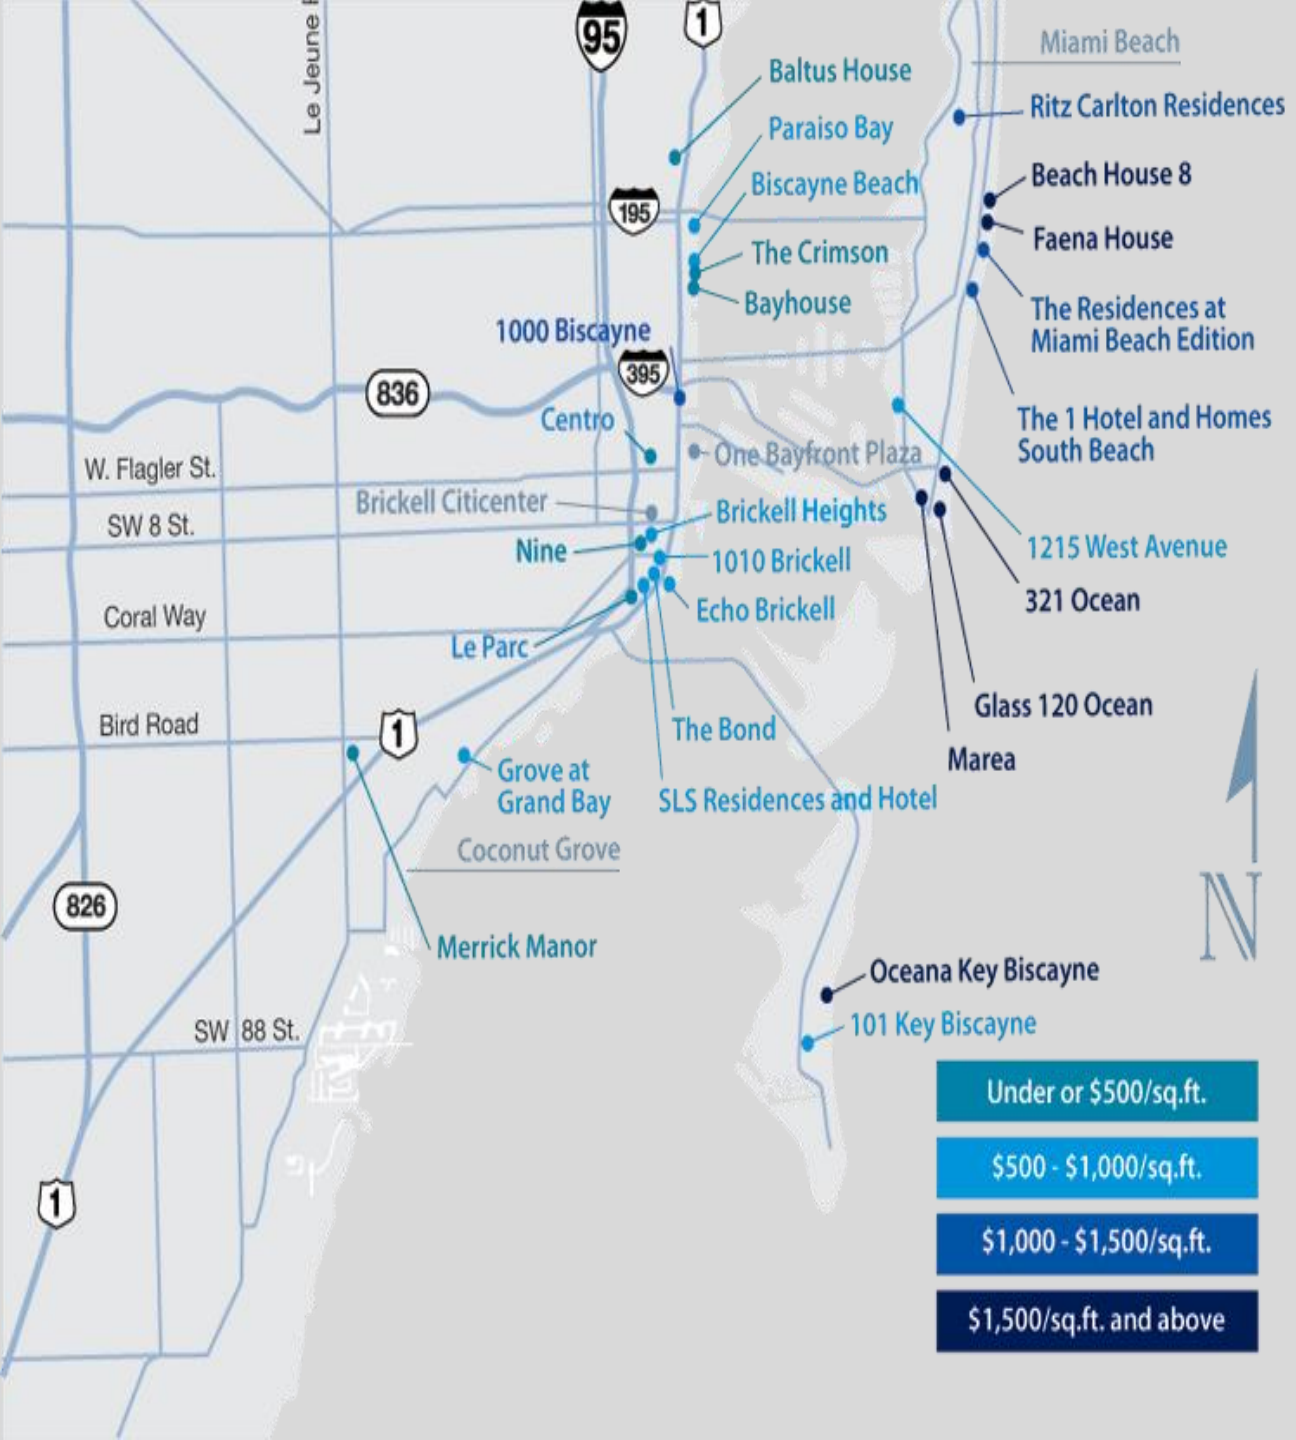 Le Jeune
95
1
Miami Beach
Baltus House
Ritz Carlton Residences
Paraiso Bay
Beach House 8
Biscayne Beach
195
Faena House
The Crimson
Bayhouse
The Residences at
Miami Beach Edition
1000 Biscayne
395
836
Centro
The 1 Hotel and Homes
South Beach
One Bayfront Plaza
W. Flagler St.
Brickell Citicenter
Brickell Heights
SW 8 St.
Nine
1010 Brickell
1215 West Avenue
321 Ocean
Echo Brickell
Coral Way
Le Parc
Glass 120 Ocean
Bird Road
1
The Bond
Marea
Grove at
Grand Bay
SLS Residences and Hotel
Coconut Grove
826
Merrick Manor
N
Oceana Key Biscayne
101 Key Biscayne
SW 88 St.
Under or $500/sq.ft.
$500 - $1,000/sq.ft.
1
$1,000 - $1,500/sq.ft.
$1,500/sq.ft. and above